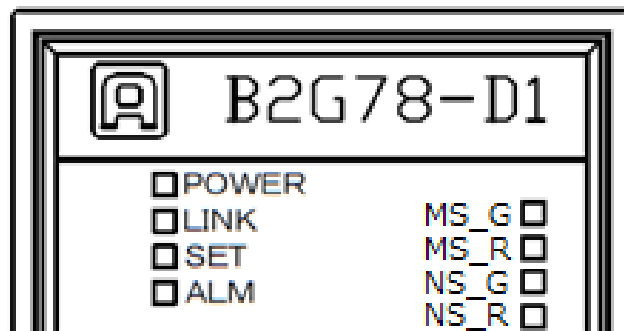 B2G78-D1
POWER
LINK
SET
ALM
MS_G
MS_R
NS_G
NS_R